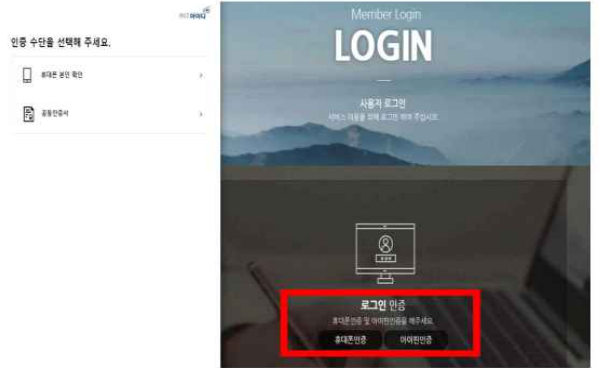 인증 수단을 선택해 주세요.
휴대폰 본인 확인
공동인증서
Member Login
LOGIN
사용자 로그인
서비스 이용을 위해 로그인 하여 주십시오
로그인 인증
휴대폰인증 및 아이핀인증을 해주세요.
휴대폰인증
아이핀인증